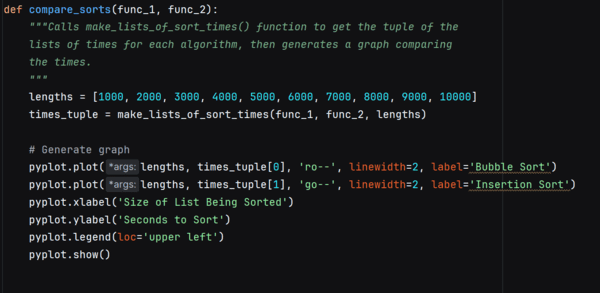 def compare_sorts(func_1, func_2):
    """Calls make_lists_of_sort_times() function to get the tuple of the
    lists of times for each algorithm, then generates a graph comparing
    the times.
    """
    lengths = [1000, 2000, 3000, 4000, 5000, 6000, 7000, 8000, 9000, 10000]
    times_tuple = make_lists_of_sort_times(func_1, func_2, lengths)

    # Generate graph
    pyplot.plot( *args: lengths, times_tuple[0], 'ro--', linewidth=2, label='Bubble Sort')
    pyplot.plot( *args: lengths, times_tuple[1], 'go--', linewidth=2, label='Insertion Sort')
    pyplot.xlabel('Size of List Being Sorted')
    pyplot.ylabel('Seconds to Sort')
    pyplot.legend(loc='upper left')
    pyplot.show()